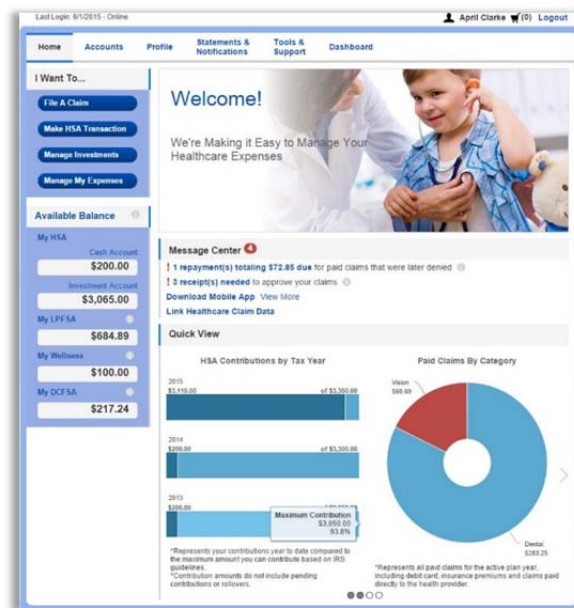 Last Login: 6/1/2015 - Online
April Clarke (0) Logout
Home Accounts Profile Statements & Notifications Tools & Support Dashboard
I Want To...
File A Claim
Make HSA Transaction
Manage Investments
Manage My Expenses
Available Balance
My HSA
Cash Account
$200.00
Investment Account
$3,065.00
My LPFSA
$684.89
My Wellness
$100.00
My DCFSA
$217.24
Welcome!
We're Making it Easy to Manage Your
Healthcare Expenses
Message Center 4
! 1 repayment(s) totaling $72.85 due for paid claims that were later denied
! 3 receipt(s) needed to approve your claims
Download Mobile App View More
Link Healthcare Claim Data
Quick View
HSA Contributions by Tax Year
2015
$3,110.00 of $3,350.00
2014
$200.00 of $3,300.00
2013
$200.00
Maximum Contribution
$3,050.00
93.8%
*Represents your contributions year to date compared to
the maximum amount you can contribute based on IRS
guidelines.
*Contribution amounts do not include pending
contributions or rollovers.
Paid Claims By Category
Vision
$60.69
Dental
$283.25
*Represents all paid claims for the active plan year,
including debit card, insurance premiums and claims paid
directly to the health provider.